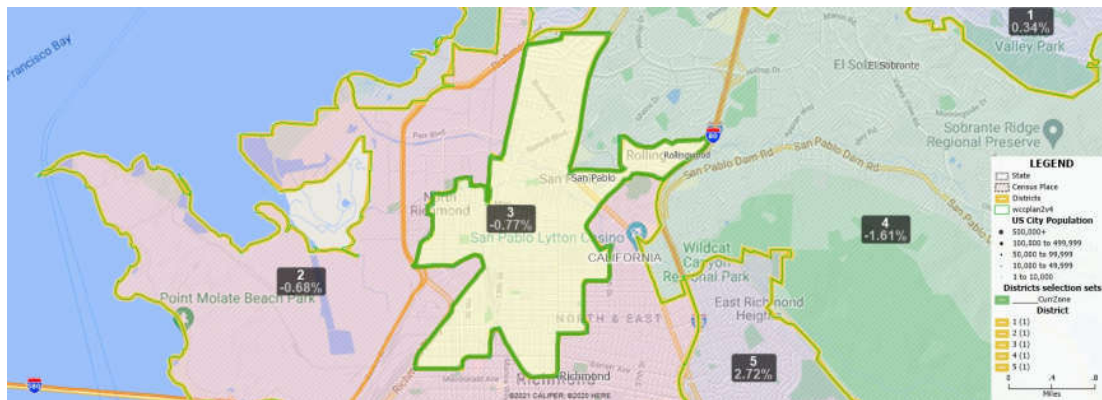 Francisco Bay
1
0.34%
Valley Park
El Sobrante
El Sobrante
Sobrante Ridge
Regional Preserve
San Pablo Dam Rd
San Pablo Dam Rd
Parr Blvd
Rollingwood
San Pablo
San Pablo
North
Richmond
3
-0.77%
San Pablo Lytton Casino
CALIFORNIA
4
-1.61%
Wildcat
Canyon
Regional Park
2
-0.68%
Point Molate Beach Park
East Richmond
Heights
NORTH & EAST
5
2.72%
Macdonald Ave
Richmond
Richmond
©2021 CALIPER; ©2020 HERE
80
580
LEGEND
State
Census Place
Districts
wccplan2v4
US City Population
500,000+
100,000 to 499,999
50,000 to 99,999
10,000 to 49,999
1 to 10,000
Districts selection sets
_____CurrZone
District
1 (1)
2 (1)
3 (1)
4 (1)
5 (1)
0 .4 .8
Miles